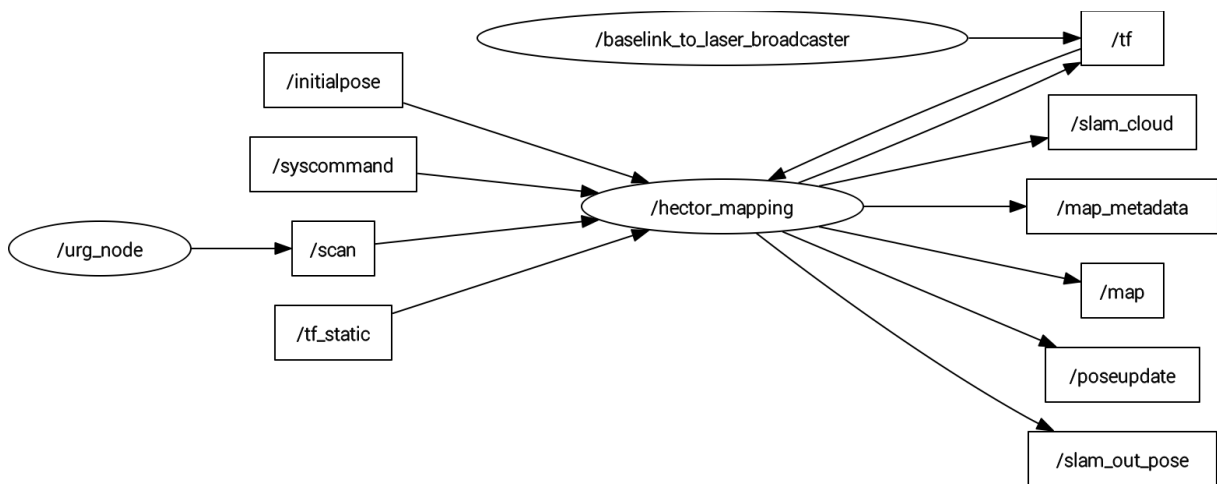 /baselink_to_laser_broadcaster
/tf
/initialpose
/slam_cloud
/syscommand
/hector_mapping
/map_metadata
/urg_node
/scan
/map
/tf_static
/poseupdate
/slam_out_pose